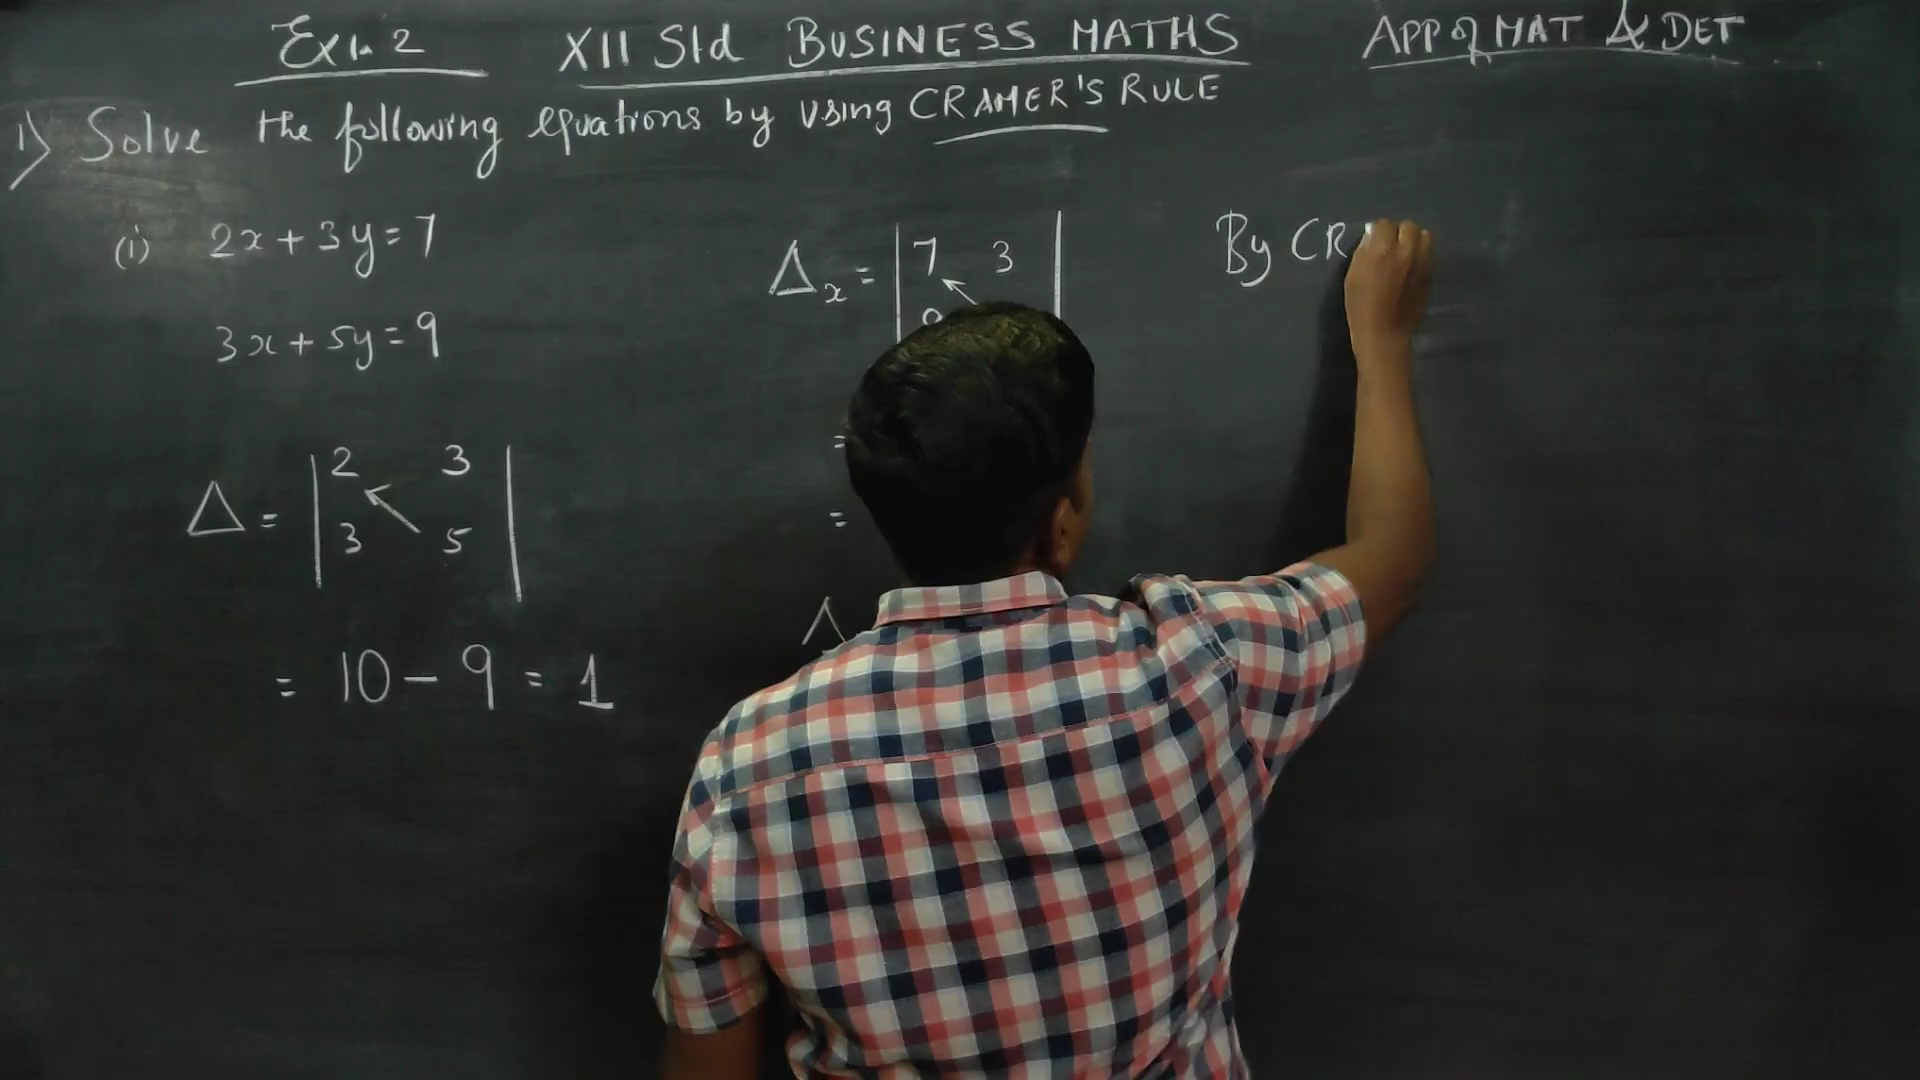 Ex 1.2 XII Std BUSINESS MATHS APP of MAT & DET
1) Solve the following equations by using CRAMER'S RULE
(i) 2x + 3y = 7
3x + 5y = 9
Δ = | 2 3 |
| 3 5 |
= 10 - 9 = 1
Δx = | 7 3 |
=
=
By CR